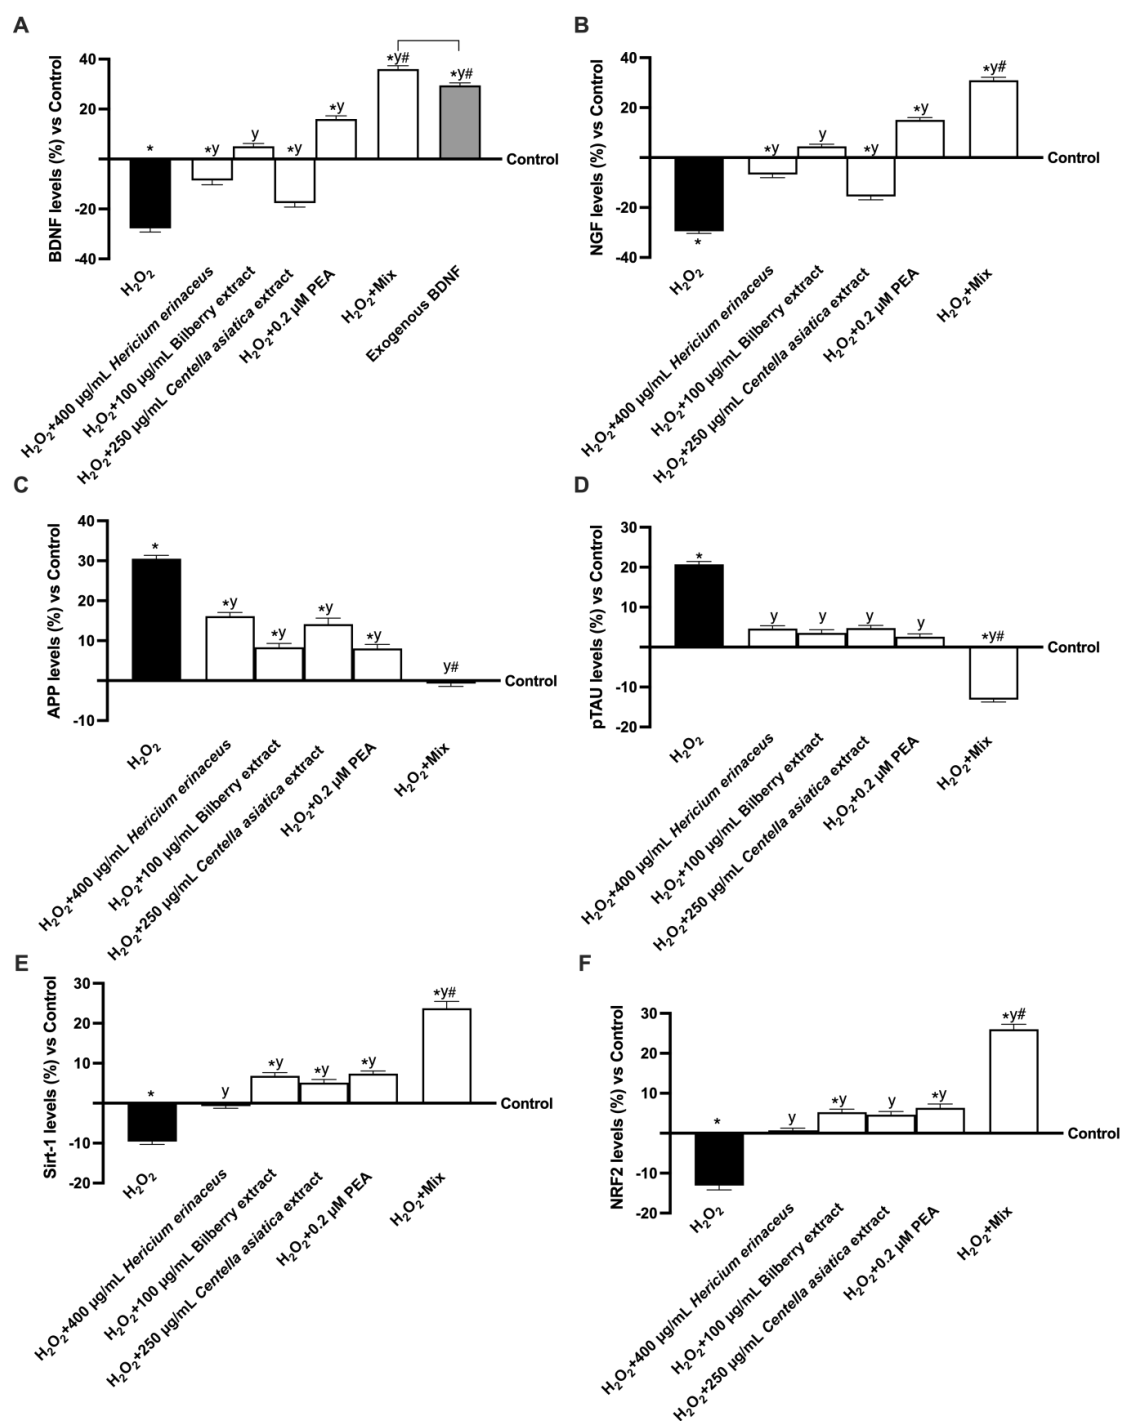 A
BDNF levels (%) vs Control
40
20
-20
-40
*
*y
y
*y
*y
*y#
*y#
Control
H₂O₂
H₂O₂+400 µg/mL Hericium erinaceus
H₂O₂+100 µg/mL Bilberry extract
H₂O₂+250 µg/mL Centella asiatica extract
H₂O₂+0.2 µM PEA
H₂O₂+Mix
Exogenous BDNF
B
NGF levels (%) vs Control
40
20
-20
-40
*
*y
y
*y
*y
*y#
Control
H₂O₂
H₂O₂+400 µg/mL Hericium erinaceus
H₂O₂+100 µg/mL Bilberry extract
H₂O₂+250 µg/mL Centella asiatica extract
H₂O₂+0.2 µM PEA
H₂O₂+Mix
C
APP levels (%) vs Control
40
30
20
10
-10
*
*y
*y
*y
*y
y#
Control
H₂O₂
H₂O₂+400 µg/mL Hericium erinaceus
H₂O₂+100 µg/mL Bilberry extract
H₂O₂+250 µg/mL Centella asiatica extract
H₂O₂+0.2 µM PEA
H₂O₂+Mix
D
pTAU levels (%) vs Control
30
20
10
-10
-20
*
y
y
y
y
*y#
Control
H₂O₂
H₂O₂+400 µg/mL Hericium erinaceus
H₂O₂+100 µg/mL Bilberry extract
H₂O₂+250 µg/mL Centella asiatica extract
H₂O₂+0.2 µM PEA
H₂O₂+Mix
E
Sirt-1 levels (%) vs Control
30
20
10
-10
-20
*
y
*y
*y
*y
*y#
Control
H₂O₂
H₂O₂+400 µg/mL Hericium erinaceus
H₂O₂+100 µg/mL Bilberry extract
H₂O₂+250 µg/mL Centella asiatica extract
H₂O₂+0.2 µM PEA
H₂O₂+Mix
F
NRF2 levels (%) vs Control
30
20
10
-10
-20
*
y
*y
y
*y
*y#
Control
H₂O₂
H₂O₂+400 µg/mL Hericium erinaceus
H₂O₂+100 µg/mL Bilberry extract
H₂O₂+250 µg/mL Centella asiatica extract
H₂O₂+0.2 µM PEA
H₂O₂+Mix